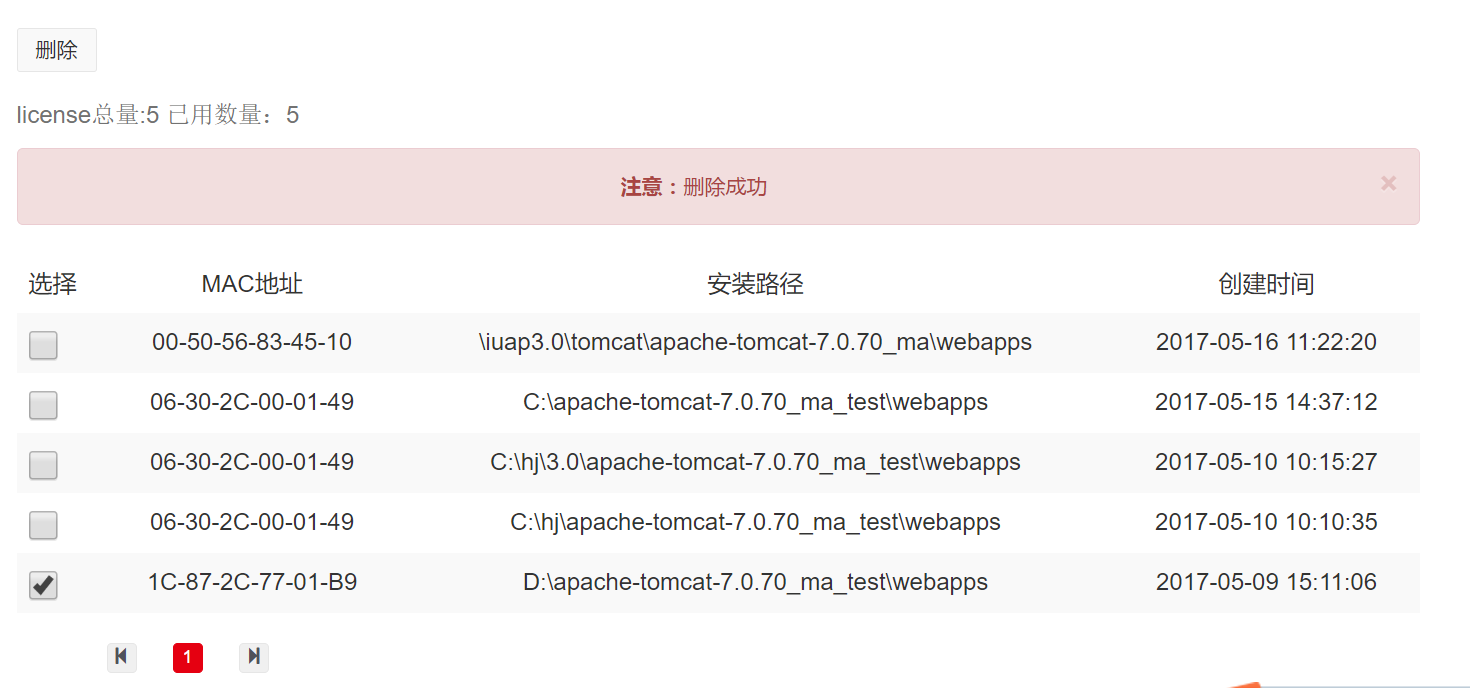 删除
license总量:5 已用数量：5
注意：删除成功 ×
选择 MAC地址 安装路径 创建时间
00-50-56-83-45-10 \iuap3.0\tomcat\apache-tomcat-7.0.70_ma\webapps 2017-05-16 11:22:20
06-30-2C-00-01-49 C:\apache-tomcat-7.0.70_ma_test\webapps 2017-05-15 14:37:12
06-30-2C-00-01-49 C:\hj\3.0\apache-tomcat-7.0.70_ma_test\webapps 2017-05-10 10:15:27
06-30-2C-00-01-49 C:\hj\apache-tomcat-7.0.70_ma_test\webapps 2017-05-10 10:10:35
1C-87-2C-77-01-B9 D:\apache-tomcat-7.0.70_ma_test\webapps 2017-05-09 15:11:06
1